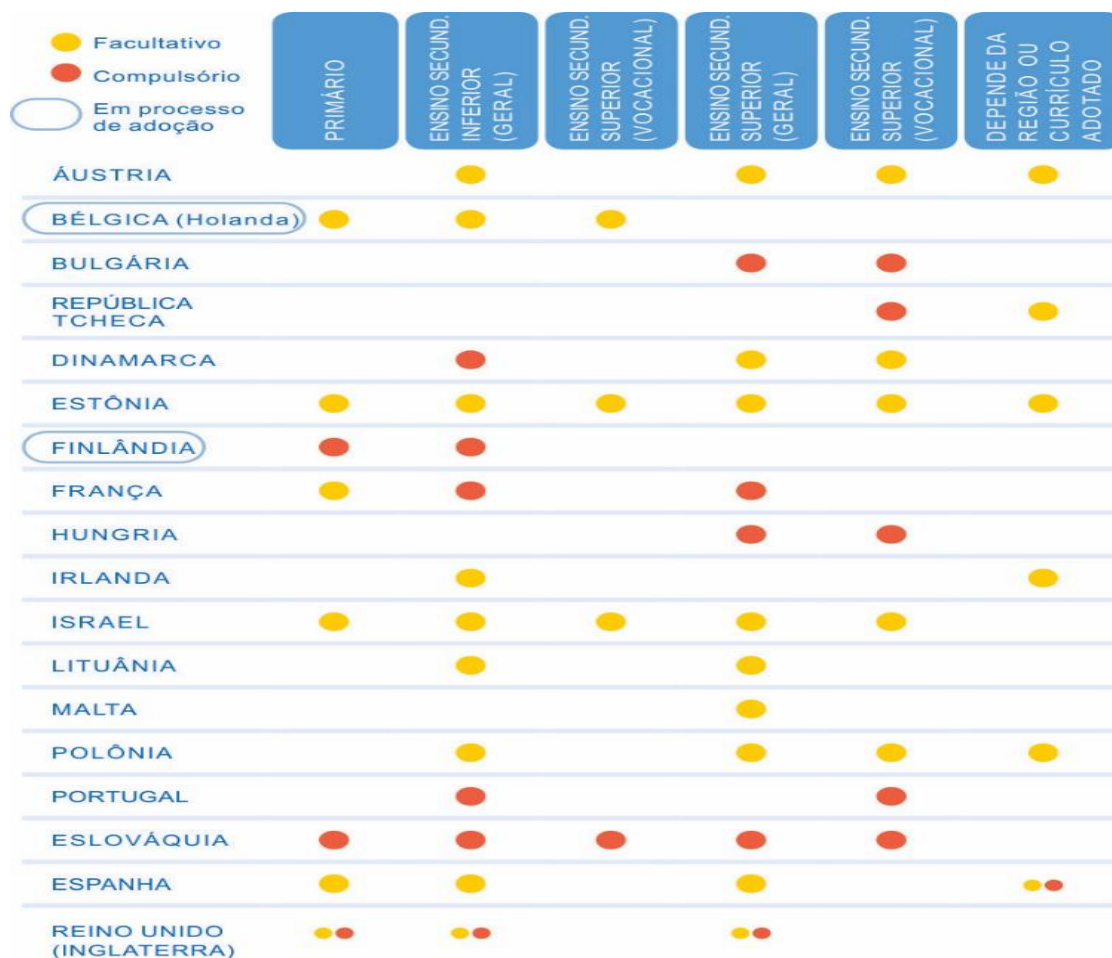 Facultativo
Compulsório
Em processo
de adoção
PRIMÁRIO
ENSINO SECUND.
INFERIOR
(GERAL)
ENSINO SECUND.
SUPERIOR
(VOCACIONAL)
ENSINO SECUND.
SUPERIOR
(GERAL)
ENSINO SECUND.
SUPERIOR
(VOCACIONAL)
DEPENDE DA
REGIÃO OU
CURRÍCULO
ADOTADO
ÁUSTRIA
BÉLGICA (Holanda)
BULGÁRIA
REPÚBLICA
TCHECA
DINAMARCA
ESTÔNIA
FINLÂNDIA
FRANÇA
HUNGRIA
IRLANDA
ISRAEL
LITUÂNIA
MALTA
POLÔNIA
PORTUGAL
ESLOVÁQUIA
ESPANHA
REINO UNIDO
(INGLATERRA)